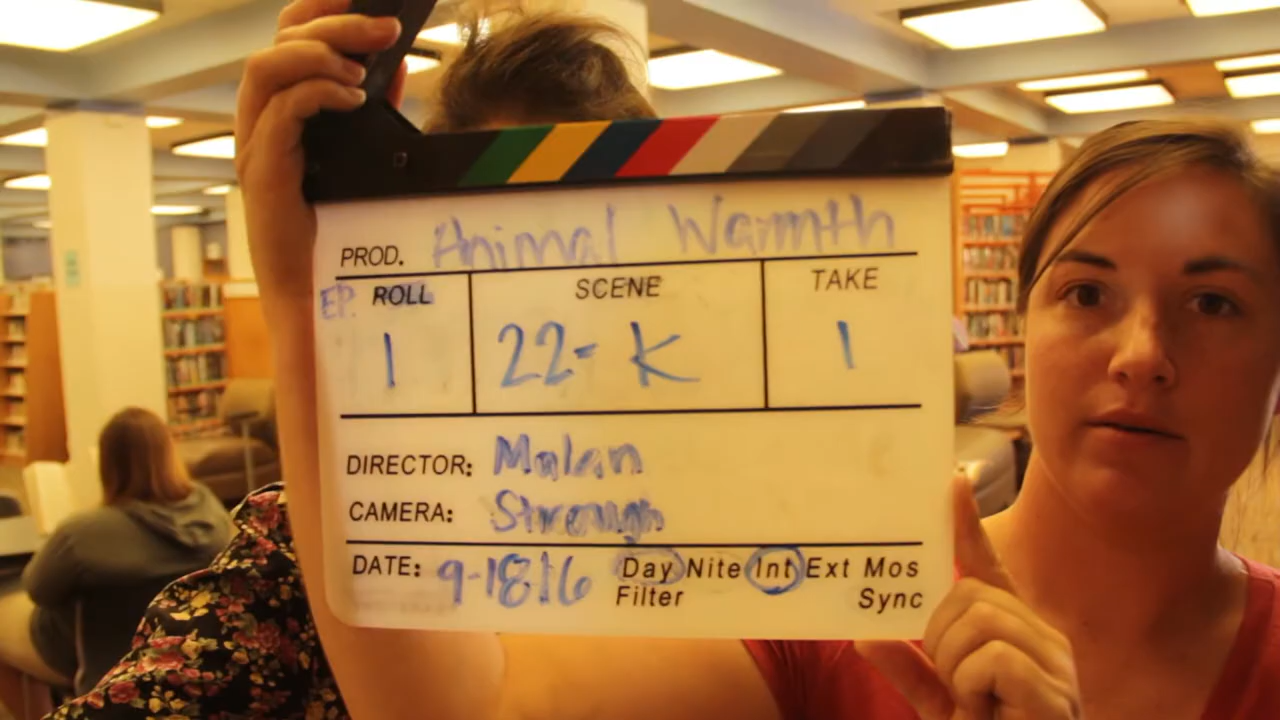 PROD. Animal Warmth
EP. ROLL SCENE TAKE
1 22- K 1
DIRECTOR: Malan
CAMERA: Strough
DATE: 9-18 16 Day Nite Int Ext Mos
Filter Sync